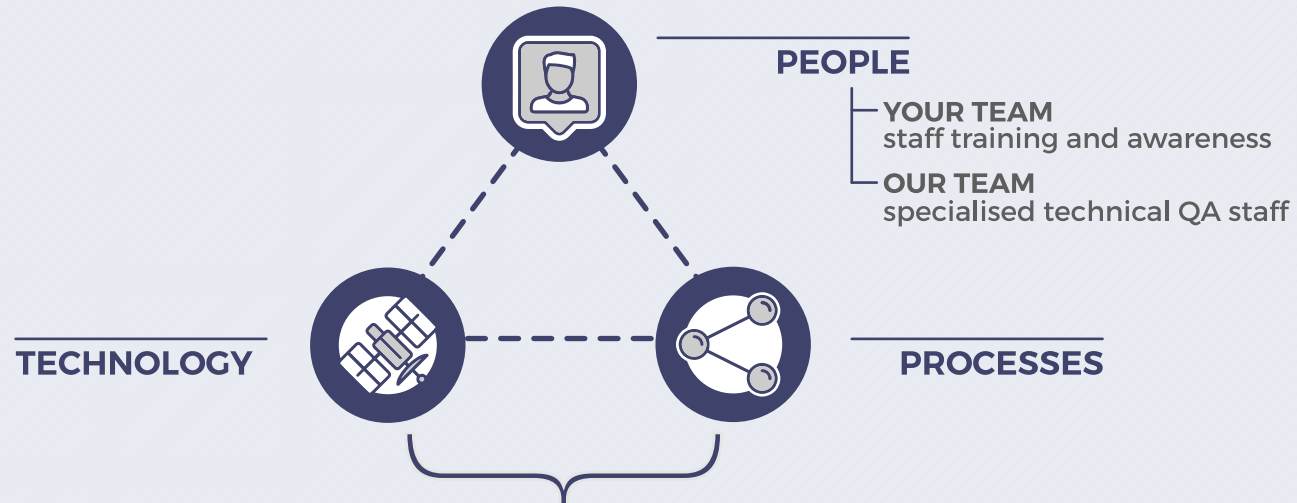 PEOPLE
YOUR TEAM
staff training and awareness
OUR TEAM
specialised technical QA staff
TECHNOLOGY
PROCESSES